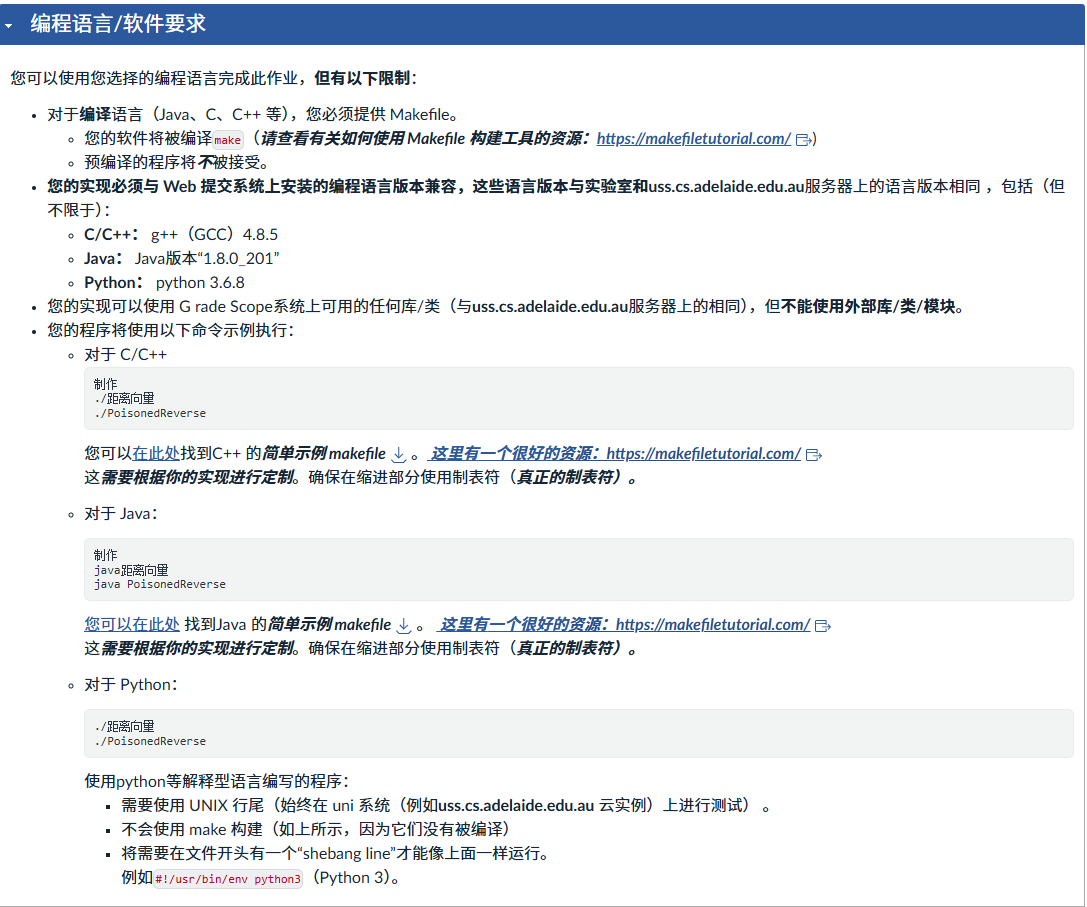 编程语言/软件要求
您可以使用您选择的编程语言完成此作业，但有以下限制：
对于编译语言（Java、C、C++ 等），您必须提供 Makefile。
您的软件将被编译make（请查看有关如何使用 Makefile 构建工具的资源：https://makefiletutorial.com/)
预编译的程序将不被接受。
您的实现必须与 Web 提交系统上安装的编程语言版本兼容，这些语言版本与实验室和uss.cs.adelaide.edu.au服务器上的语言版本相同 ，包括（但
不限于）：
C/C++： g++（GCC）4.8.5
Java： Java版本“1.8.0_201”
Python： python 3.6.8
您的实现可以使用 G rade Scope系统上可用的任何库/类（与uss.cs.adelaide.edu.au服务器上的相同），但不能使用外部库/类/模块。
您的程序将使用以下命令示例执行：
对于 C/C++
制作
./距离向量
./PoisonedReverse
您可以在此处找到C++ 的简单示例 makefile 。 这里有一个很好的资源：https://makefiletutorial.com/
这需要根据你的实现进行定制。确保在缩进部分使用制表符（真正的制表符）。
对于 Java：
制作
java距离向量
java PoisonedReverse
您可以在此处 找到Java 的简单示例 makefile 。 这里有一个很好的资源：https://makefiletutorial.com/
这需要根据你的实现进行定制。确保在缩进部分使用制表符（真正的制表符）。
对于 Python：
./距离向量
./PoisonedReverse
使用python等解释型语言编写的程序：
需要使用 UNIX 行尾（始终在 uni 系统（例如uss.cs.adelaide.edu.au 云实例）上进行测试） 。
不会使用 make 构建（如上所示，因为它们没有被编译）
将需要在文件开头有一个“shebang line”才能像上面一样运行。
例如#!/usr/bin/env python3（Python 3）。